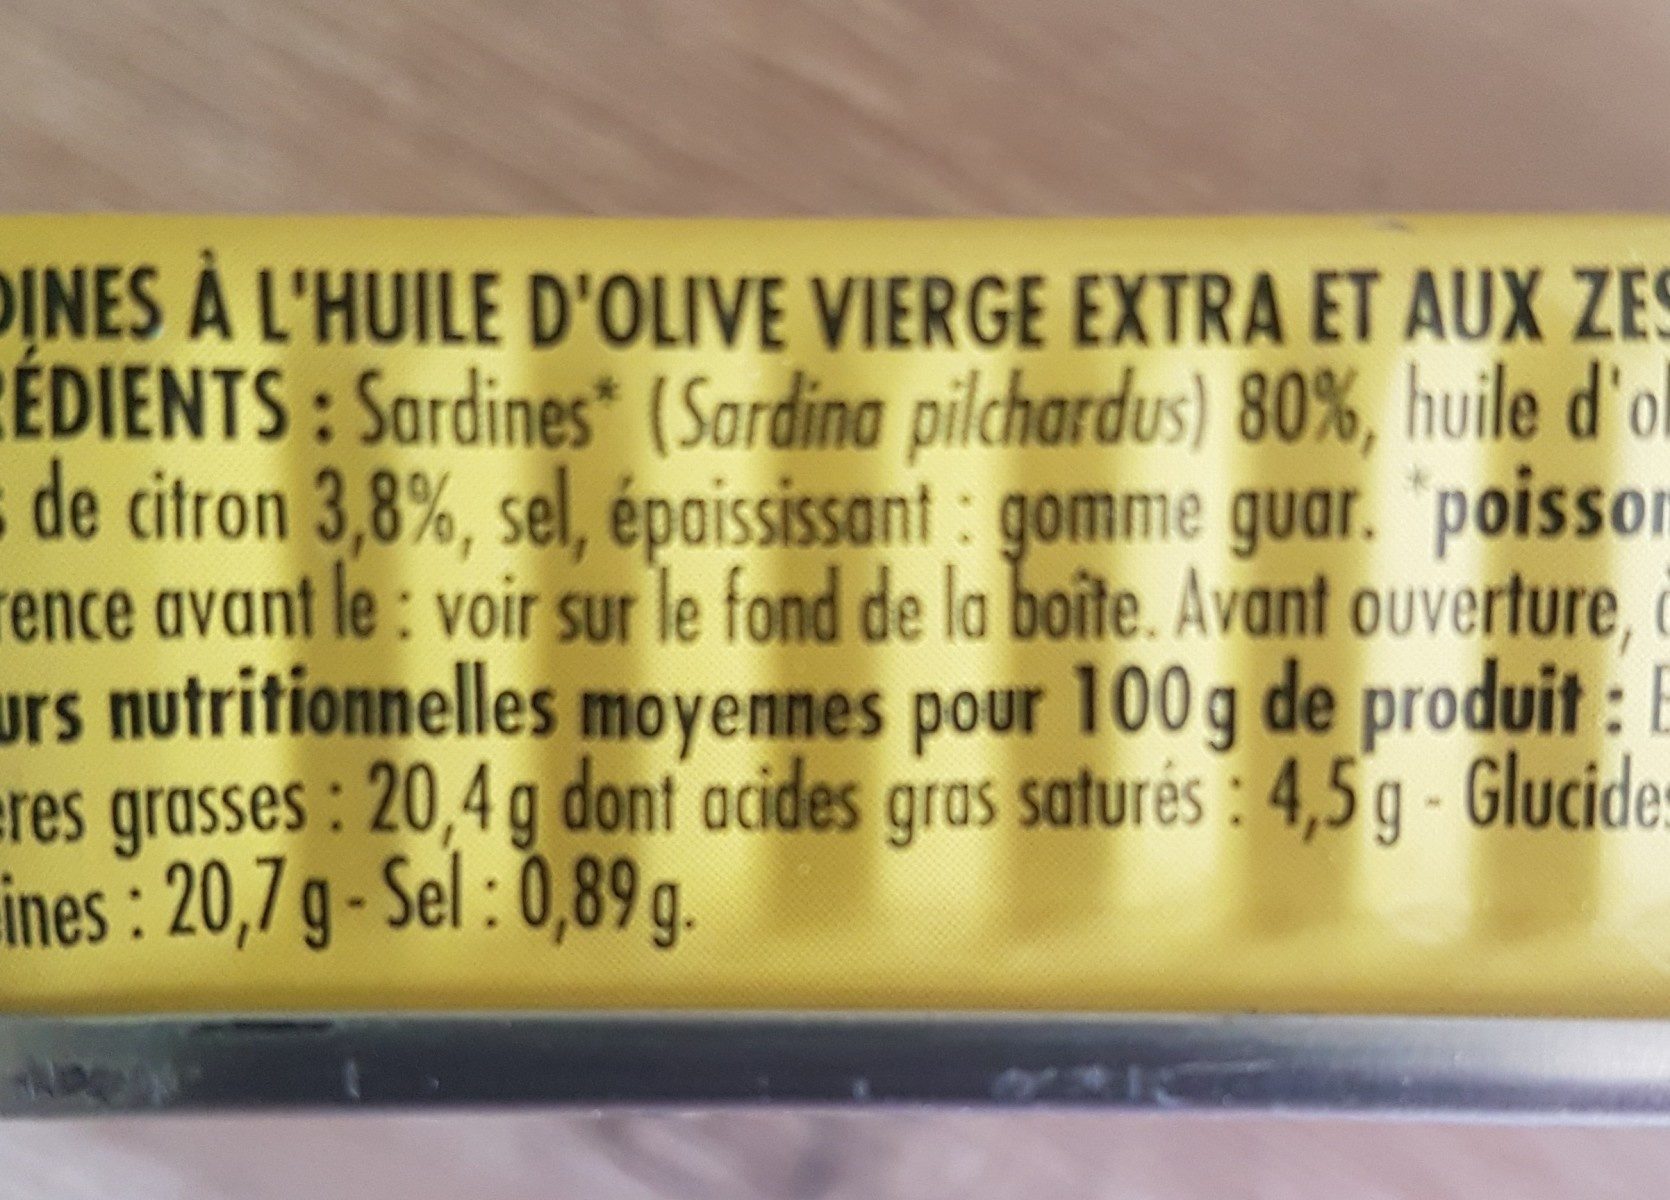 DINES À L'HUILE D'OLIVE VIERGE EXTRA ET AUX ZES
RÉDIENTS : Sardines* (Sardina pilchardus) 80%, huile d'ol
s de citron 3,8%, sel, épaississant : gomme guar. *poisson
rence avant le : voir sur le fond de la boîte. Avant ouverture, à
urs nutritionnelles moyennes pour 100 g de produit : E
ères grasses : 20,4 g dont acides gras saturés : 4,5 g - Glucides
éines : 20,7 g - Sel : 0,89 g.